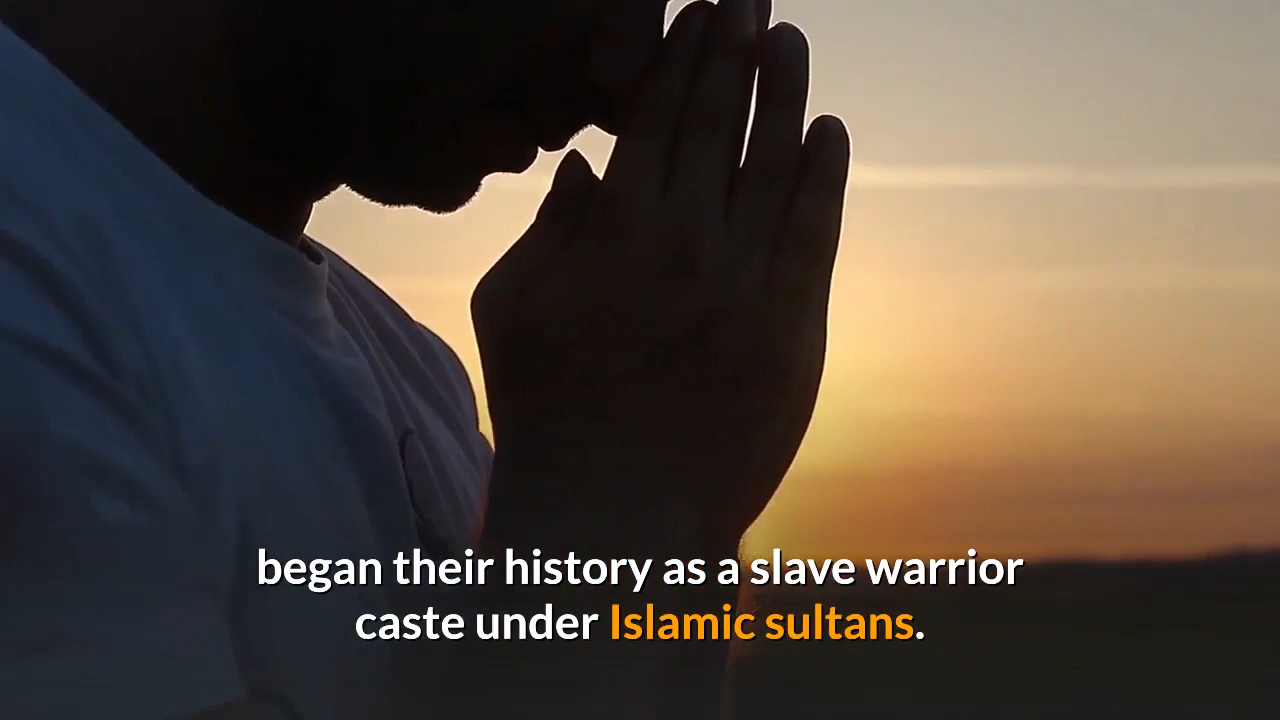 began their history as a slave warrior
caste under Islamic sultans.